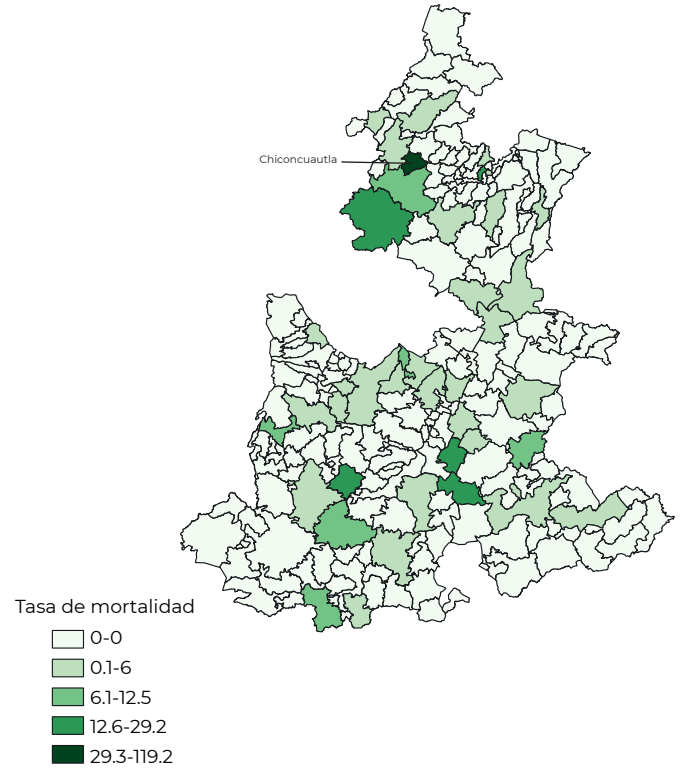 Chiconcuautla
Tasa de mortalidad
0-0
0.1-6
6.1-12.5
12.6-29.2
29.3-119.2